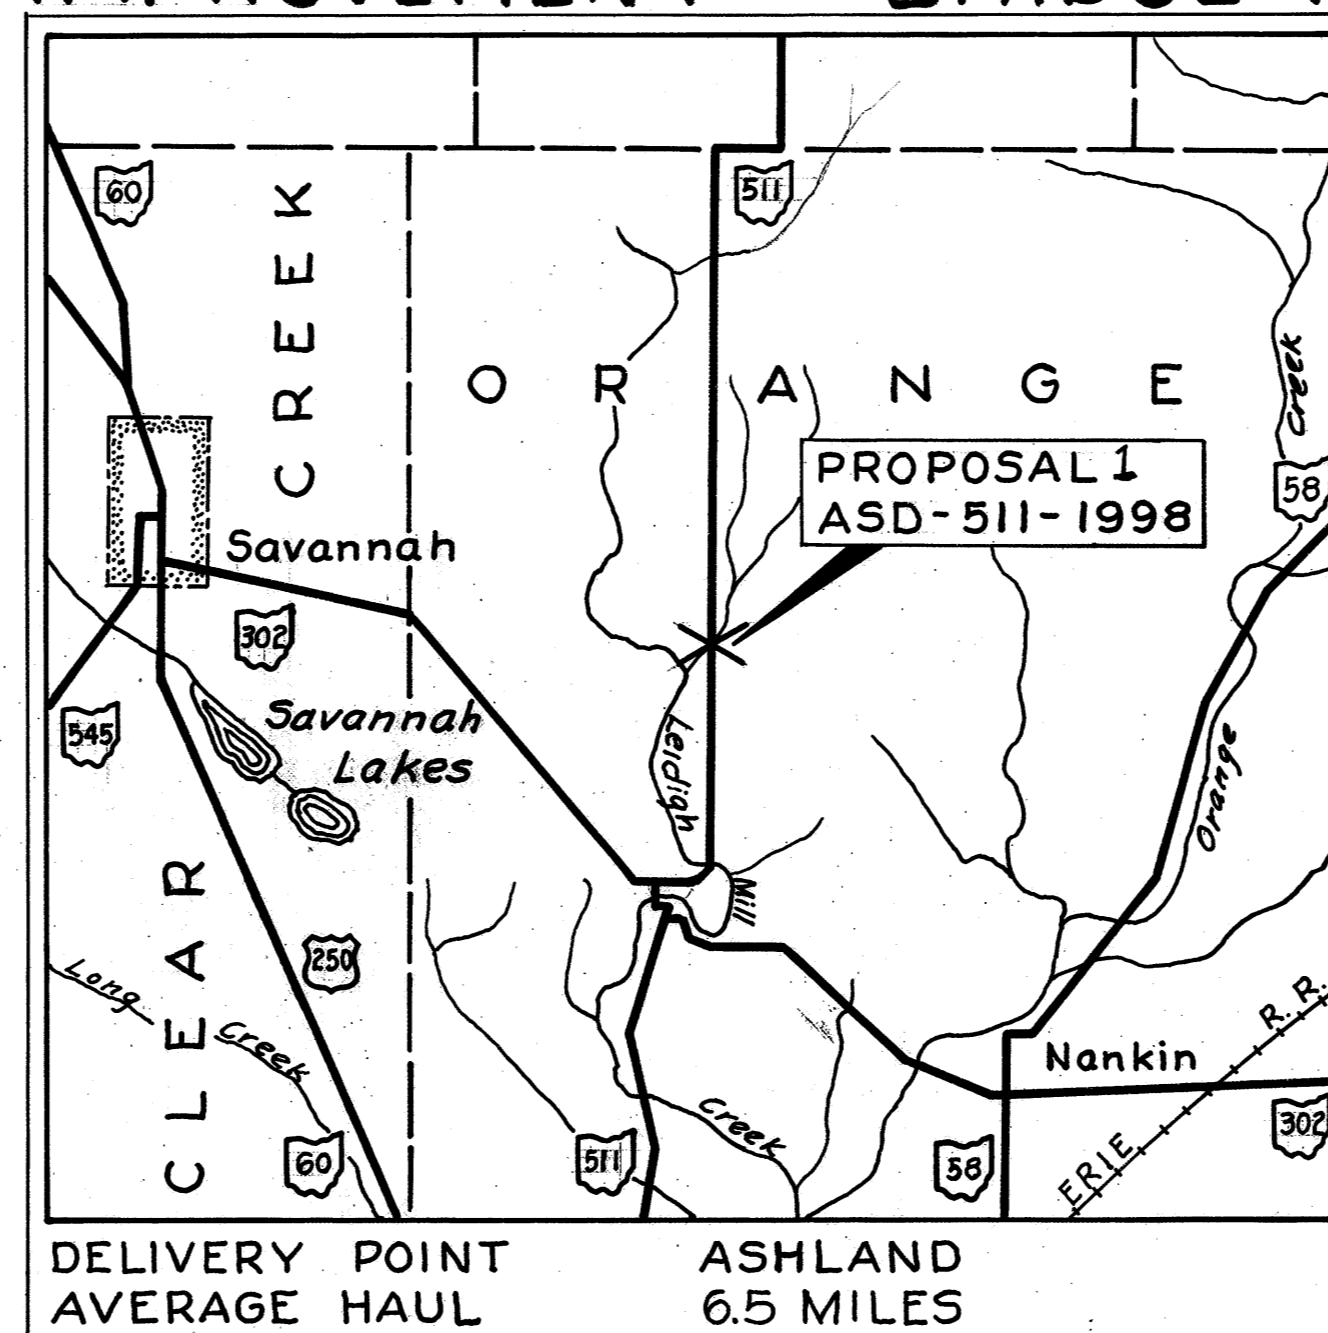 60
511
CREEK
ORANGE
Creek
PROPOSAL 1
ASD-511-1998
58
Savannah
302
545
Savannah
Lakes
Leidigh
Orange
CLEAR
Mill
250
Long
Creek
R.R.
Nankin
60
511
Creek
58
ERIE
302
DELIVERY POINT ASHLAND
AVERAGE HAUL 6.5 MILES